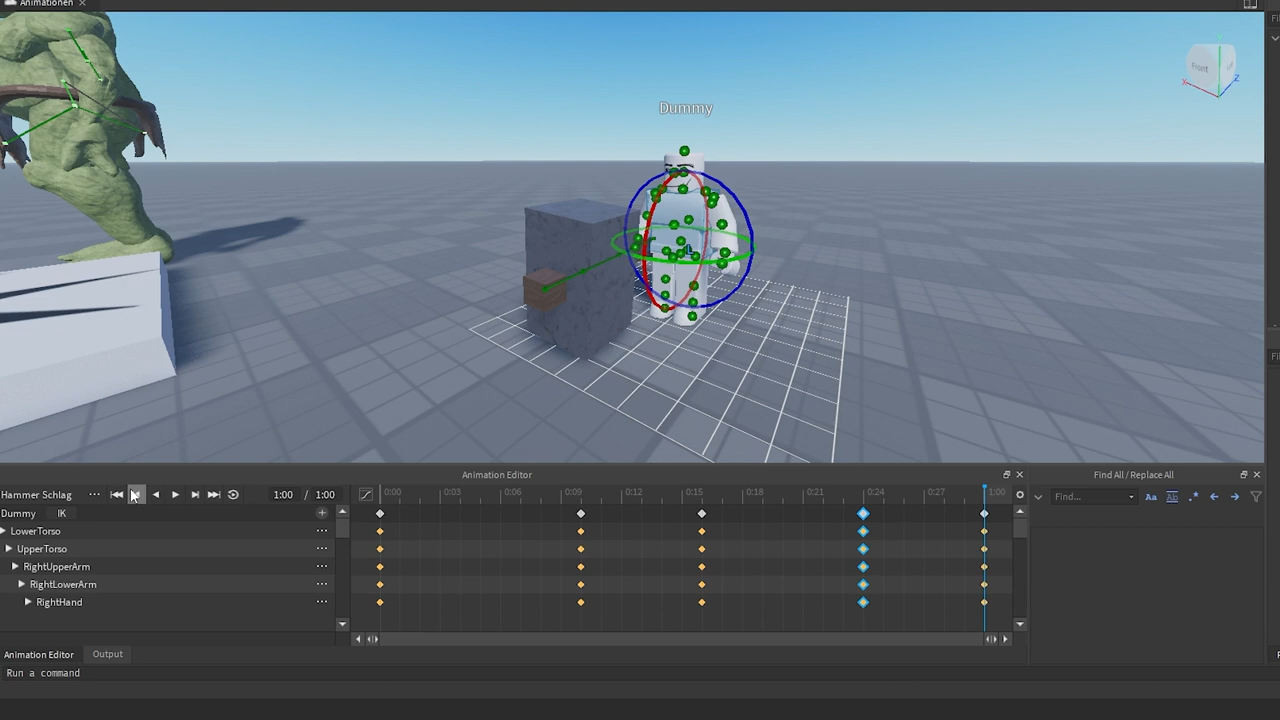 Animationen
Front
Dummy
Animation Editor
Find All / Replace All
Hammer Schlag
1:00 / 1:00
0:00 0:03 0:06 0:09 0:12 0:15 0:18 0:21 0:24 0:27 1:00
Find...
Aa
Ab
Dummy IK
LowerTorso
UpperTorso
RightUpperArm
RightLowerArm
RightHand
Animation Editor Output
Run a command